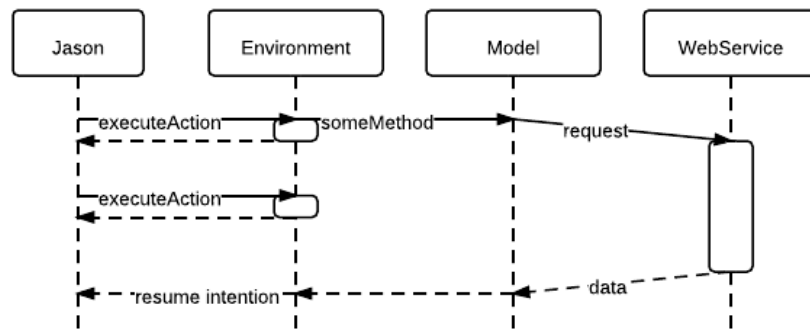 Jason
Environment
Model
WebService
executeAction
someMethod
request
executeAction
resume intention
data